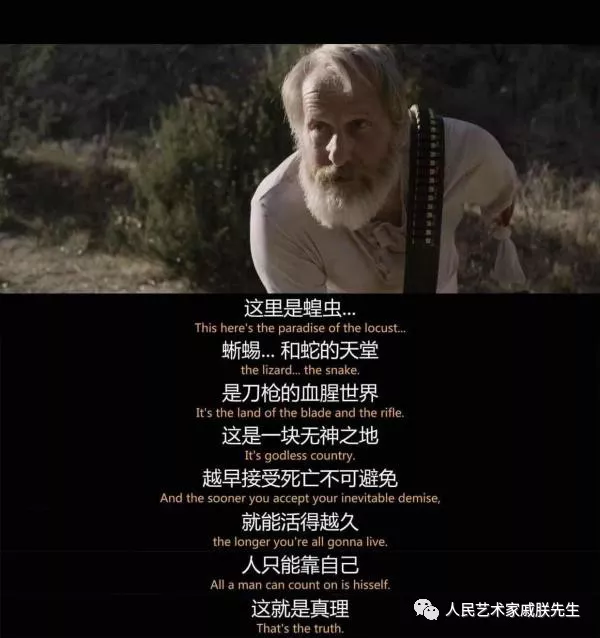 这里是蝗虫...
This here's the paradise of the locust...
蜥蜴... 和蛇的天堂
the lizard... the snake.
是刀枪的血腥世界
It's the land of the blade and the rifle.
这是一块无神之地
It's godless country.
越早接受死亡不可避免
And the sooner you accept your inevitable demise,
就能活得越久
the longer you're all gonna live.
人只能靠自己
All a man can count on is hisself.
这就是真理
That's the truth.
人民艺术家戚朕先生